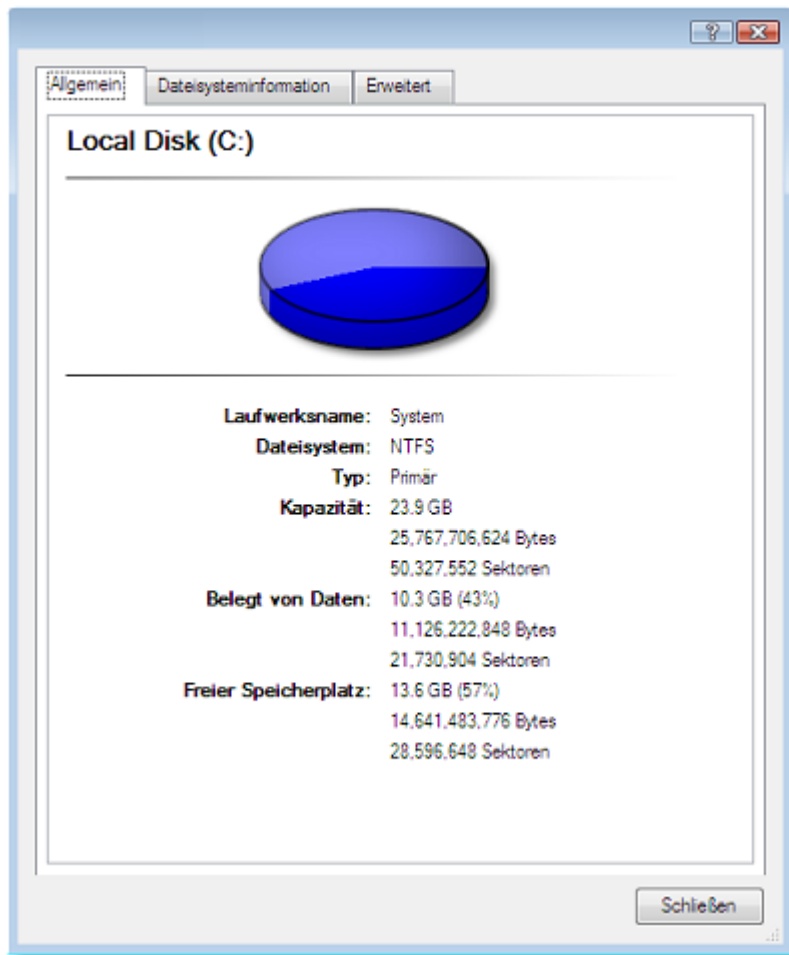 Allgemein
Dateisysteminformation
Erweitert
Local Disk (C:)
Laufwerksname: System
Dateisystem: NTFS
Typ: Primär
Kapazität: 23.9 GB
25,767,706,624 Bytes
50,327,552 Sektoren
Belegt von Daten: 10.3 GB (43%)
11,126,222,848 Bytes
21,730,904 Sektoren
Freier Speicherplatz: 13.6 GB (57%)
14,641,483,776 Bytes
28,596,648 Sektoren
Schließen